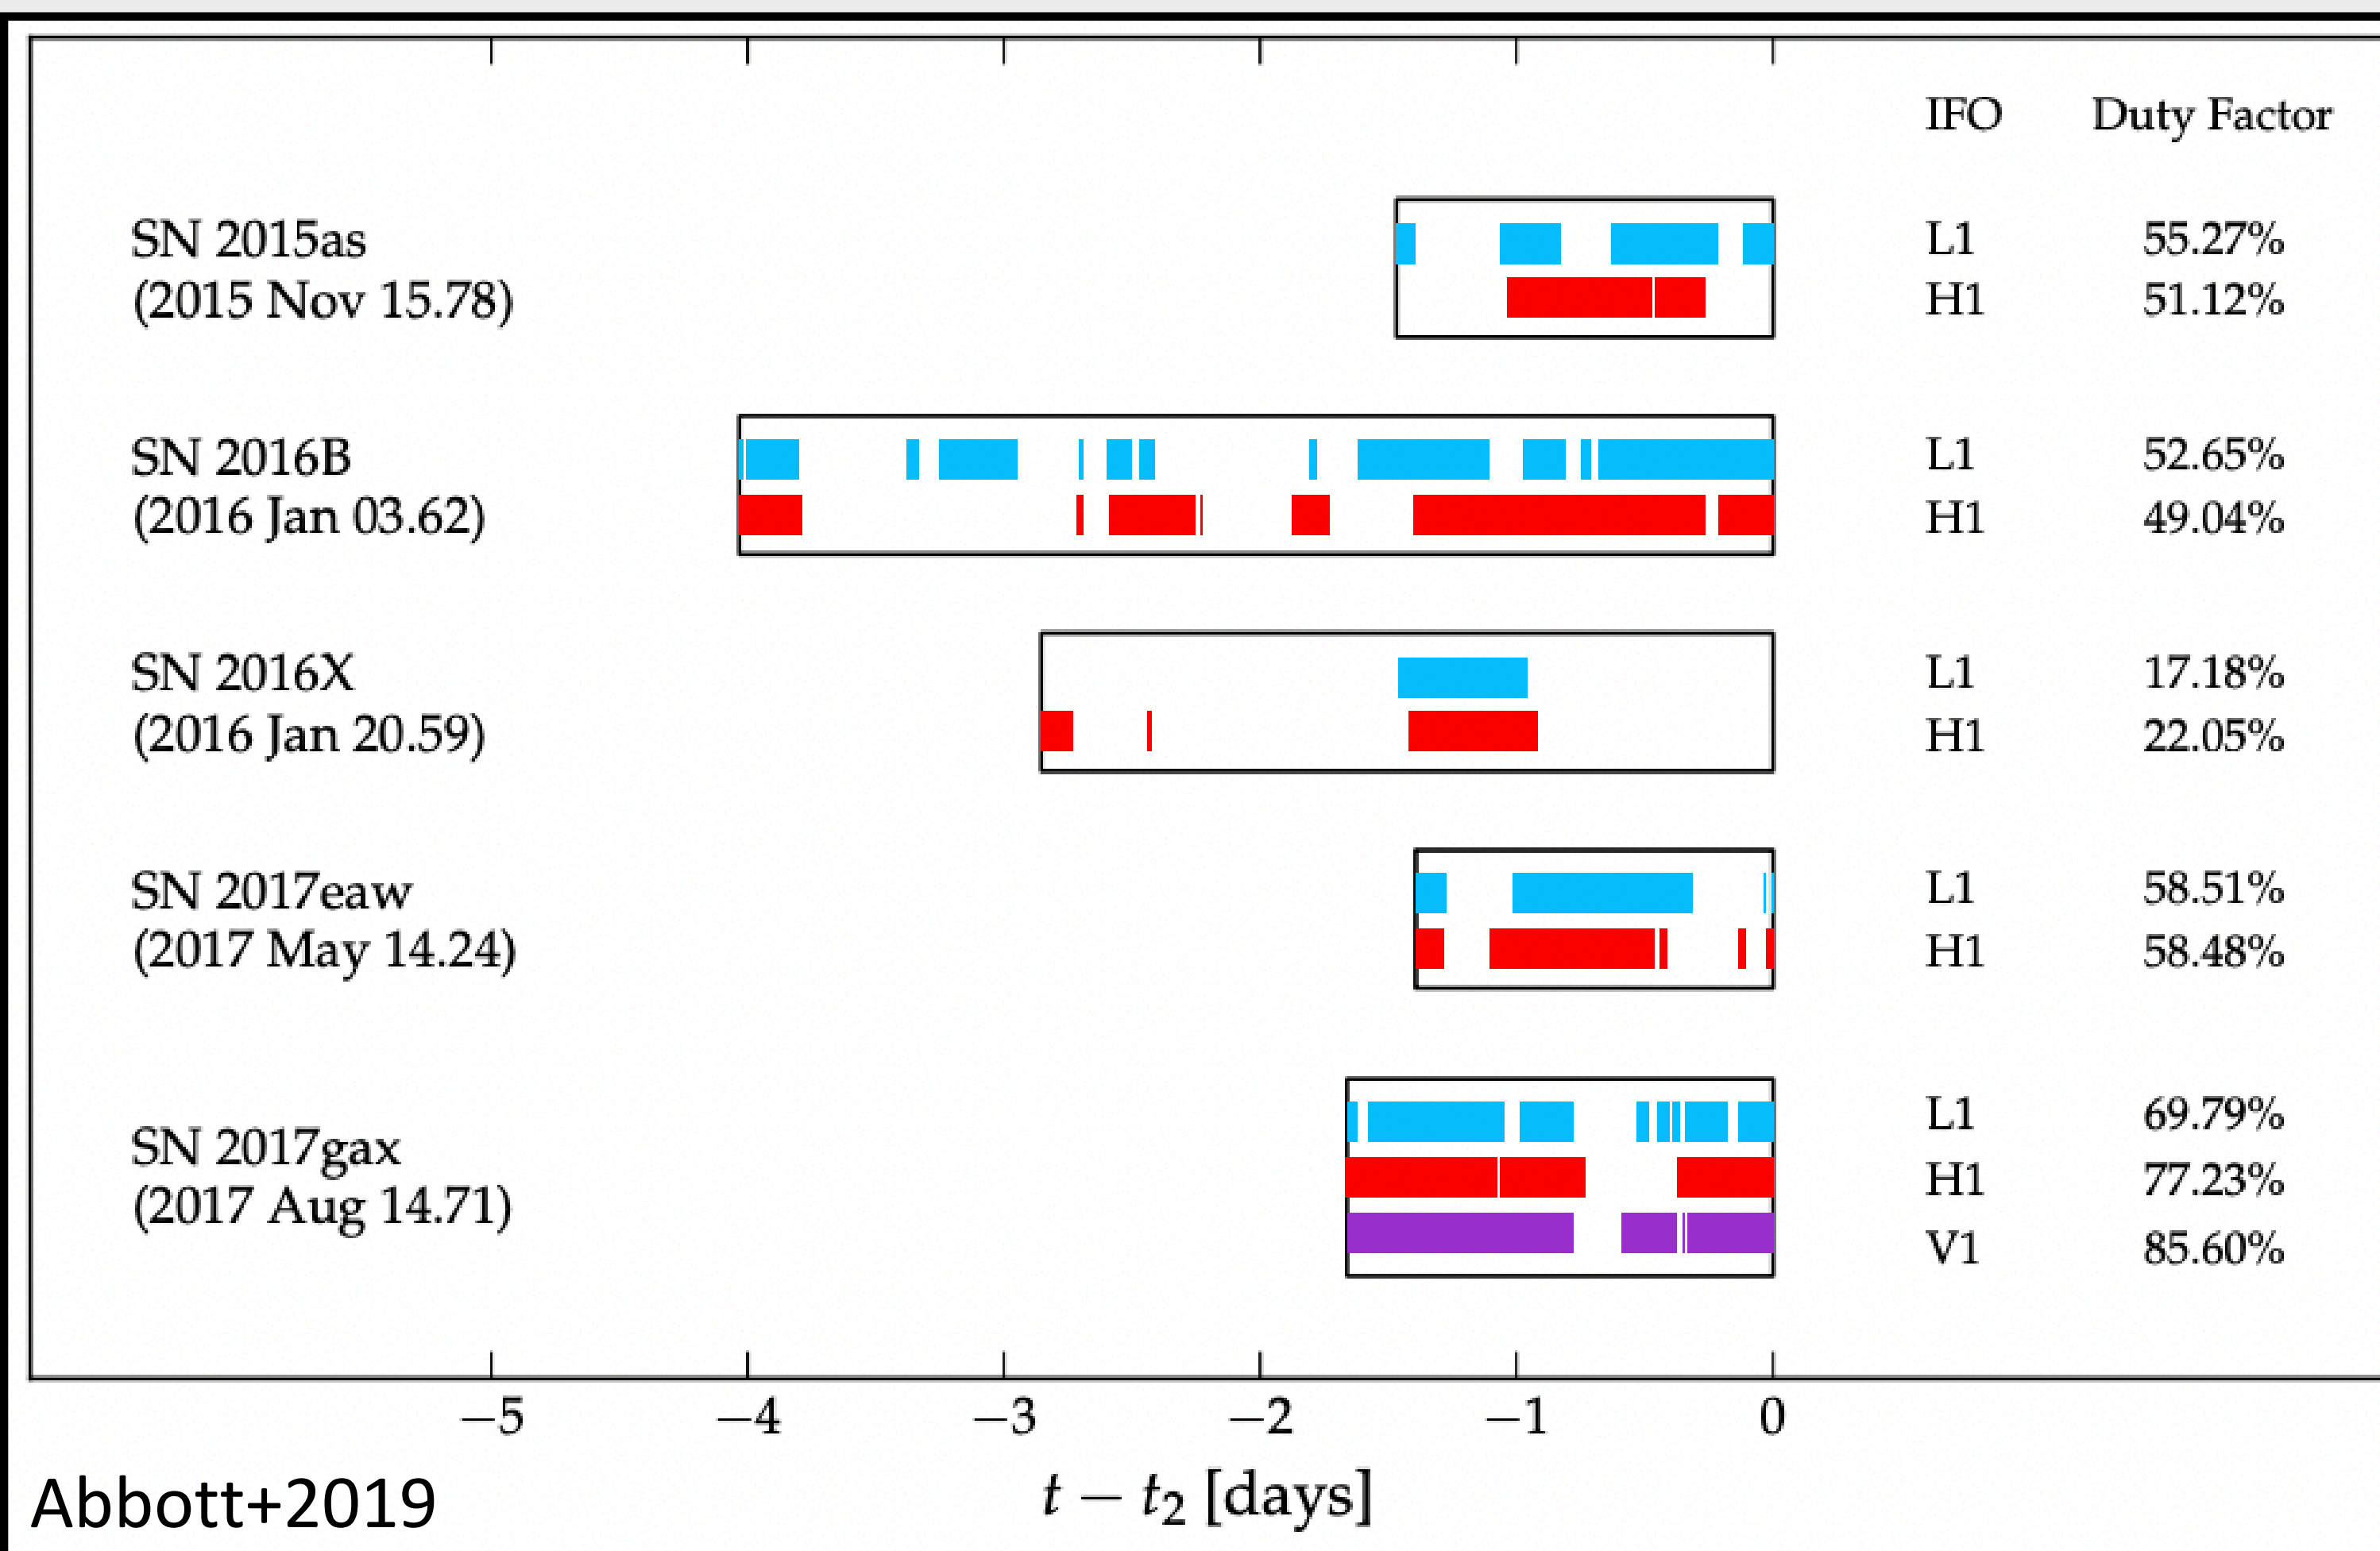 IFO Duty Factor
SN 2015as L1 55.27%
(2015 Nov 15.78) H1 51.12%
SN 2016B L1 52.65%
(2016 Jan 03.62) H1 49.04%
SN 2016X L1 17.18%
(2016 Jan 20.59) H1 22.05%
SN 2017eaw L1 58.51%
(2017 May 14.24) H1 58.48%
L1 69.79%
SN 2017gax H1 77.23%
(2017 Aug 14.71) V1 85.60%
−5 −4 −3 −2 −1 0
t − t₂ [days]
Abbott+2019